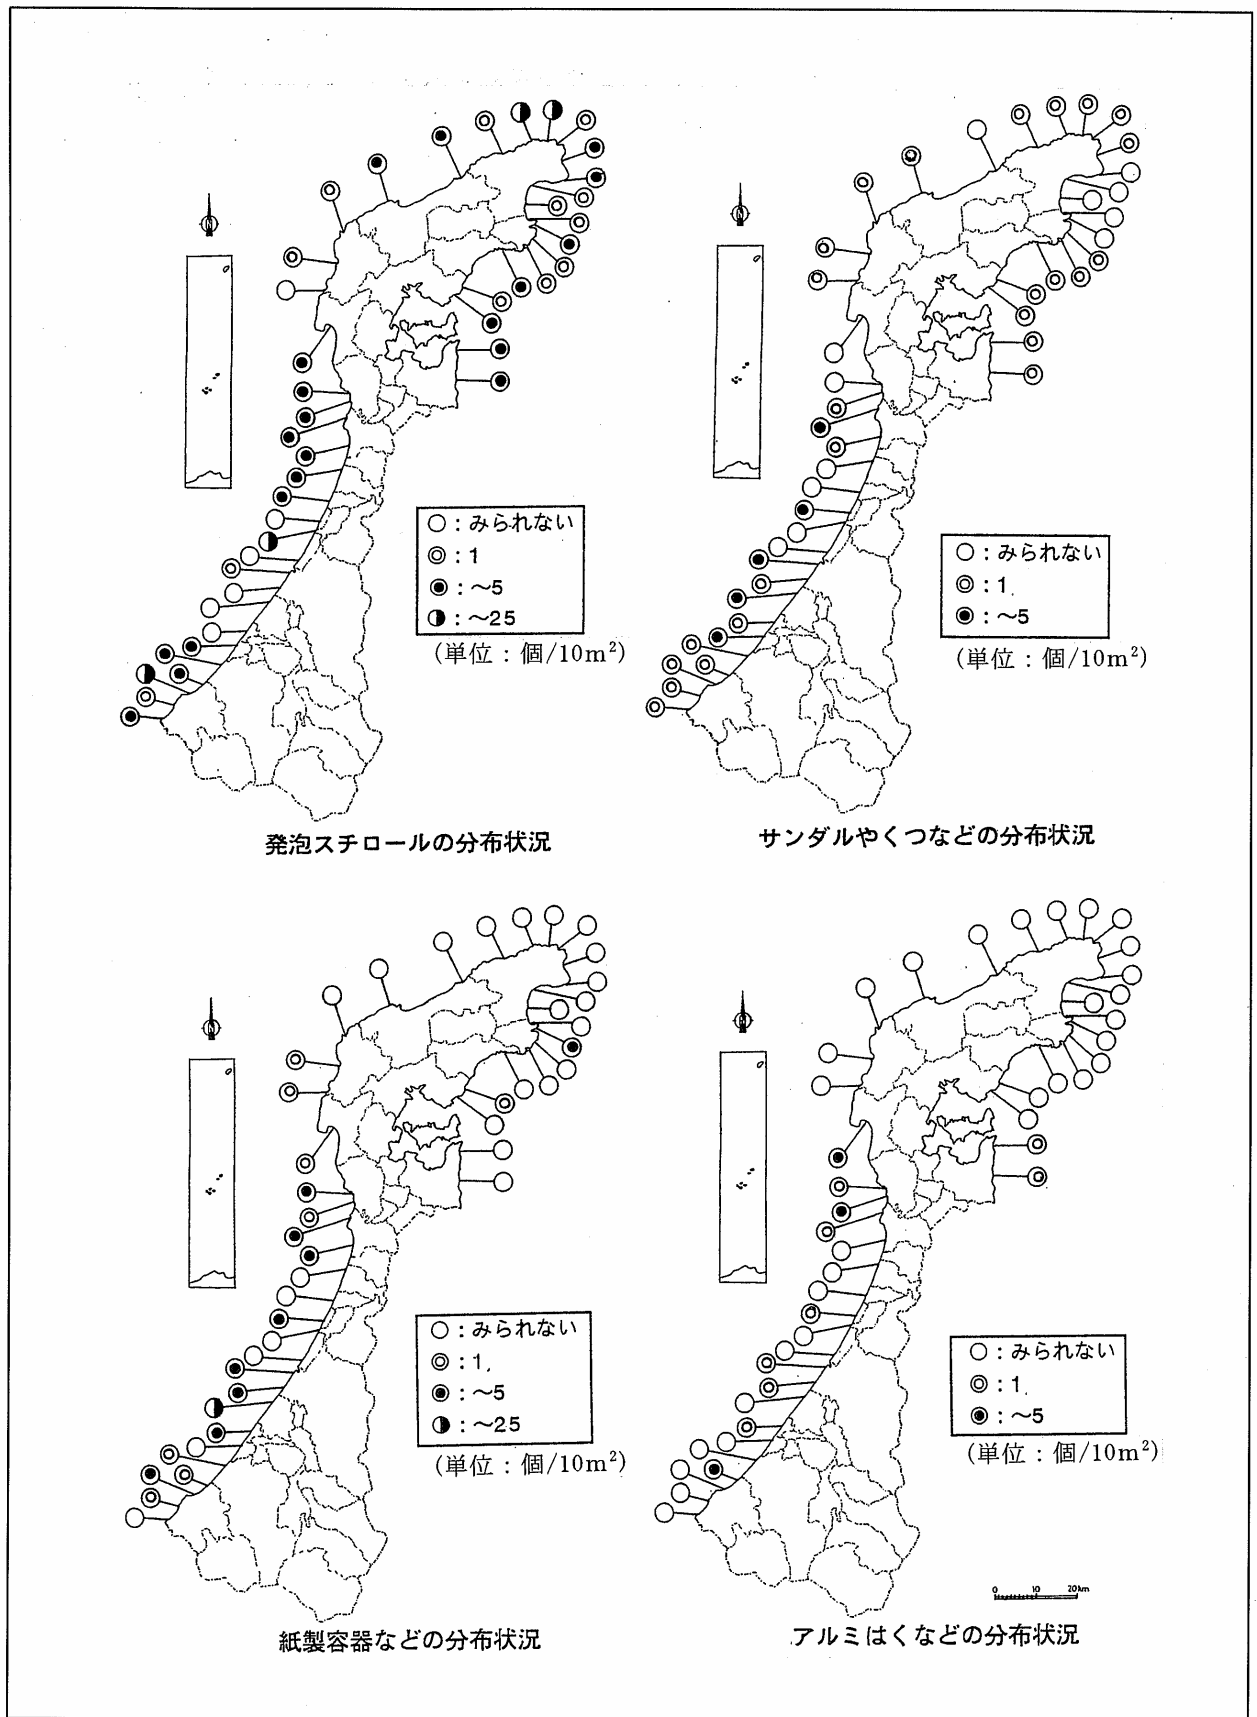 ○：みられない
◎：1
◉：～5
◑：～25
(単位：個/10m²)
発泡スチロールの分布状況
○：みられない
◎：1.
◉：～5
(単位：個/10m²)
サンダルやくつなどの分布状況
○：みられない
◎：1.
◉：～5
◑：～25
(単位：個/10m²)
紙製容器などの分布状況
○：みられない
◎：1.
◉：～5
(単位：個/10m²)
0 10 20km
アルミはくなどの分布状況